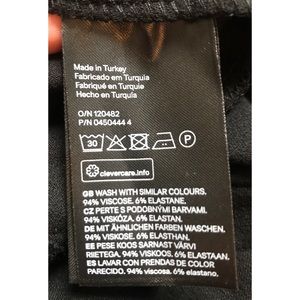 Made in Turkey
Fabricado em Turquia
Fabriqué en Turquie
Hecho en Turquía
O/N 120482
P/N 0450444 4
30
P
clevercare.info
GB WASH WITH SIMILAR COLOURS.
94% VISCOSE. 6% ELASTANE.
CZ PERTE S PODOBNÝMI BARVAMI.
94% VISKÓZA. 6% ELASTAN.
DE MIT ÄHNLICHEN FARBEN WASCHEN.
94% VISKOSE. 6% ELASTHAN.
EE PESE KOOS SARNAST VÄRVI
RIIETEGA. 94% viskoos. 6% elastaan.
ES LAVAR CON PRENDAS DE COLOR
PARECIDO. 94% viscosa. 6% elastano.